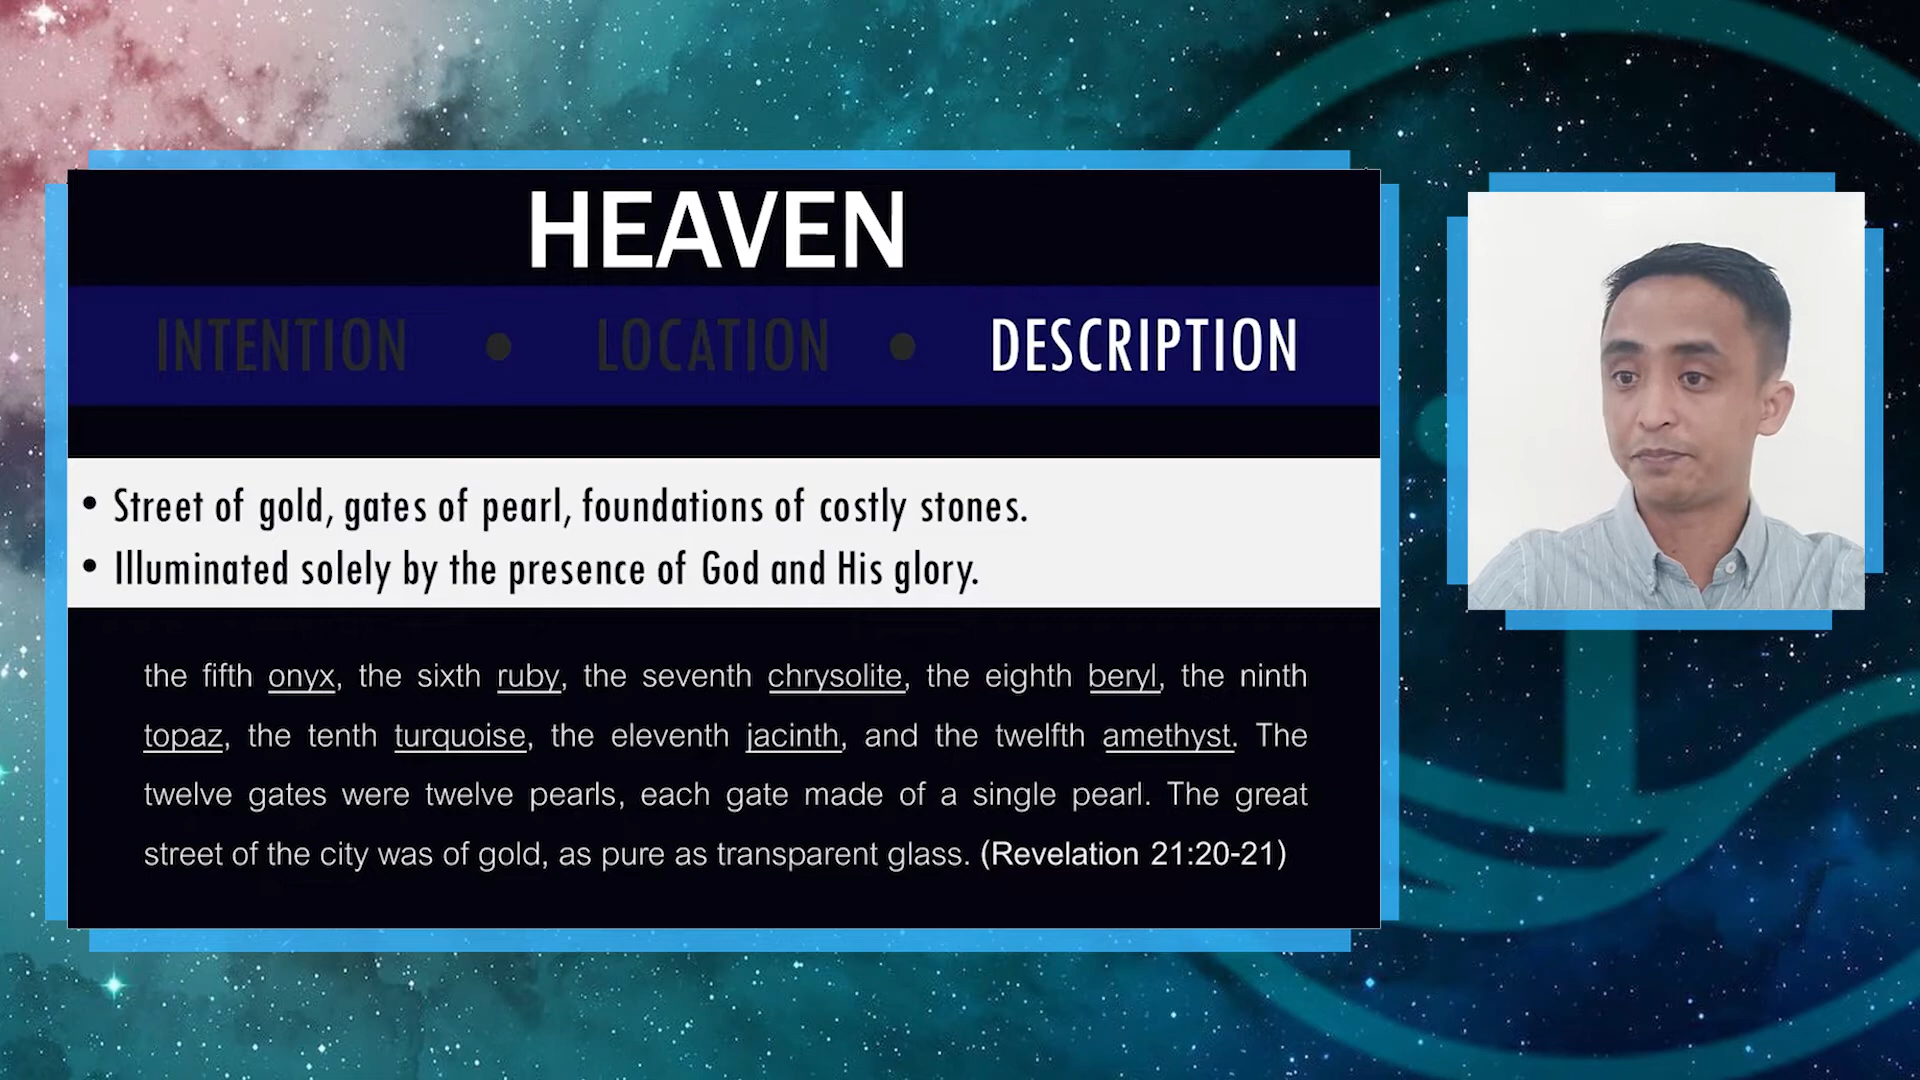 HEAVEN
INTENTION • LOCATION • DESCRIPTION
• Street of gold, gates of pearl, foundations of costly stones.
• Illuminated solely by the presence of God and His glory.
the fifth onyx, the sixth ruby, the seventh chrysolite, the eighth beryl, the ninth
topaz, the tenth turquoise, the eleventh jacinth, and the twelfth amethyst. The
twelve gates were twelve pearls, each gate made of a single pearl. The great
street of the city was of gold, as pure as transparent glass. (Revelation 21:20-21)